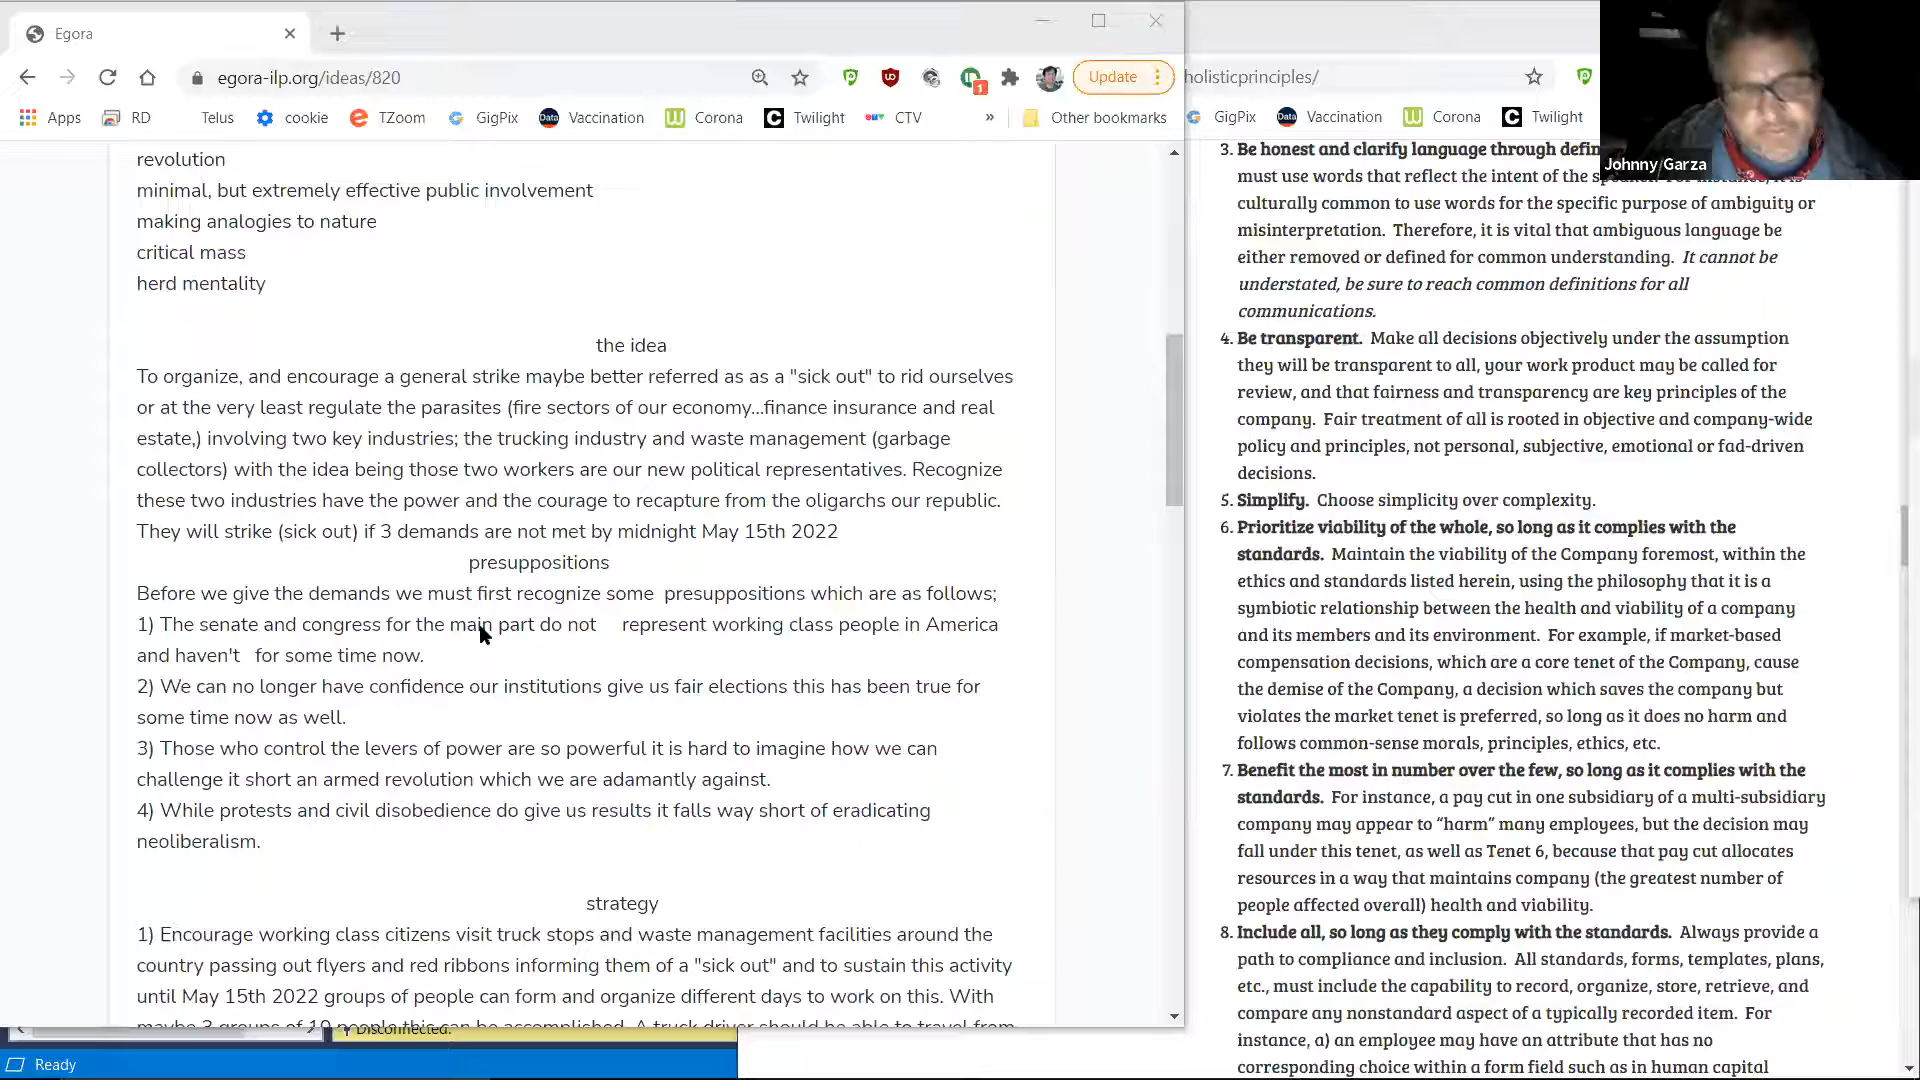 Egora
egora-ilp.org/ideas/820
Update
Apps
RD
Telus
cookie
TZoom
GigPix
Vaccination
Corona
Twilight
CTV
»
Other bookmarks
revolution
minimal, but extremely effective public involvement
making analogies to nature
critical mass
herd mentality
the idea
To organize, and encourage a general strike maybe better referred as as a "sick out" to rid ourselves
or at the very least regulate the parasites (fire sectors of our economy...finance insurance and real
estate,) involving two key industries; the trucking industry and waste management (garbage
collectors) with the idea being those two workers are our new political representatives. Recognize
these two industries have the power and the courage to recapture from the oligarchs our republic.
They will strike (sick out) if 3 demands are not met by midnight May 15th 2022
presuppositions
Before we give the demands we must first recognize some presuppositions which are as follows;
1) The senate and congress for the main part do not represent working class people in America
and haven't for some time now.
2) We can no longer have confidence our institutions give us fair elections this has been true for
some time now as well.
3) Those who control the levers of power are so powerful it is hard to imagine how we can
challenge it short an armed revolution which we are adamantly against.
4) While protests and civil disobedience do give us results it falls way short of eradicating
neoliberalism.
strategy
1) Encourage working class citizens visit truck stops and waste management facilities around the
country passing out flyers and red ribbons informing them of a "sick out" and to sustain this activity
until May 15th 2022 groups of people can form and organize different days to work on this. With
maybe 3 groups of 10 people this can be accomplished. A truck driver should be able to travel from
Disconnected.
Ready
holisticprinciples/
GigPix
Vaccination
Corona
Twilight
Johnny Garza
3. Be honest and clarify language through
must use words that reflect the intent of the
culturally common to use words for the specific purpose of ambiguity or
misinterpretation. Therefore, it is vital that ambiguous language be
either removed or defined for common understanding. It cannot be
understated, be sure to reach common definitions for all
communications.
4. Be transparent. Make all decisions objectively under the assumption
they will be transparent to all, your work product may be called for
review, and that fairness and transparency are key principles of the
company. Fair treatment of all is rooted in objective and company-wide
policy and principles, not personal, subjective, emotional or fad-driven
decisions.
5. Simplify. Choose simplicity over complexity.
6. Prioritize viability of the whole, so long as it complies with the
standards. Maintain the viability of the Company foremost, within the
ethics and standards listed herein, using the philosophy that it is a
symbiotic relationship between the health and viability of a company
and its members and its environment. For example, if market-based
compensation decisions, which are a core tenet of the Company, cause
the demise of the Company, a decision which saves the company but
violates the market tenet is preferred, so long as it does no harm and
follows common-sense morals, principles, ethics, etc.
7. Benefit the most in number over the few, so long as it complies with the
standards. For instance, a pay cut in one subsidiary of a multi-subsidiary
company may appear to “harm” many employees, but the decision may
fall under this tenet, as well as Tenet 6, because that pay cut allocates
resources in a way that maintains company (the greatest number of
people affected overall) health and viability.
8. Include all, so long as they comply with the standards. Always provide a
path to compliance and inclusion. All standards, forms, templates, plans,
etc., must include the capability to record, organize, store, retrieve, and
compare any nonstandard aspect of a typically recorded item. For
instance, a) an employee may have an attribute that has no
corresponding choice within a form field such as in human capital